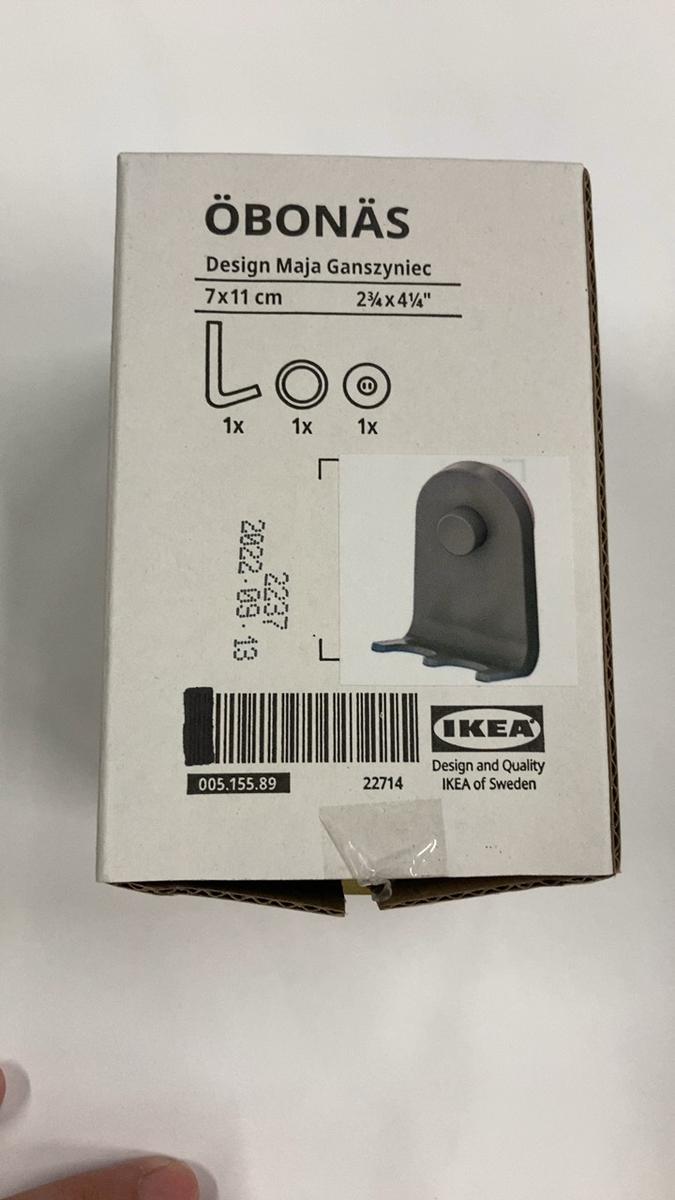 ÖBONÄS
Design Maja Ganszyniec
7x11 cm 2¾x4¼"
1x 1x 1x
2022.09.13
2237
005.155.89 22714
IKEA
Design and Quality
IKEA of Sweden